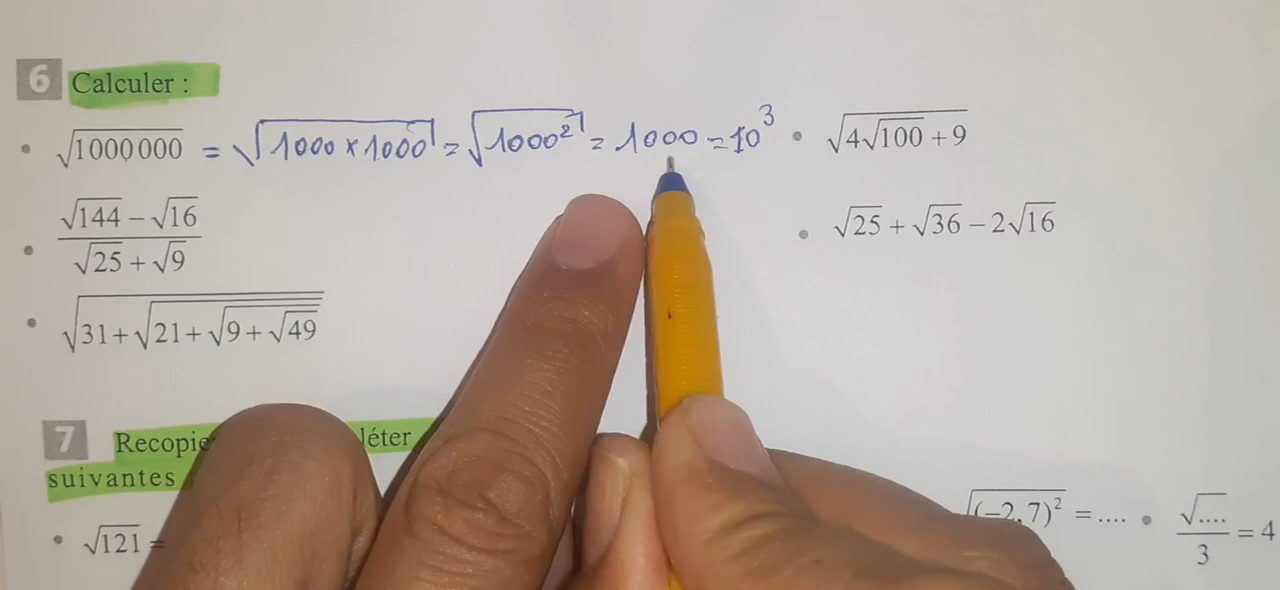 6 Calculer :
• √1000000 = √1000×1000 = √1000² = 1000 = 10³ • √(4√100 + 9)
• (√144 − √16)/(√25 + √9) • √25 + √36 − 2√16
• √(31+√(21+√(9+√49)))
7 Recopie léter
suivantes
• √121 = √(−2,7)² = .... • √..../3 = 4